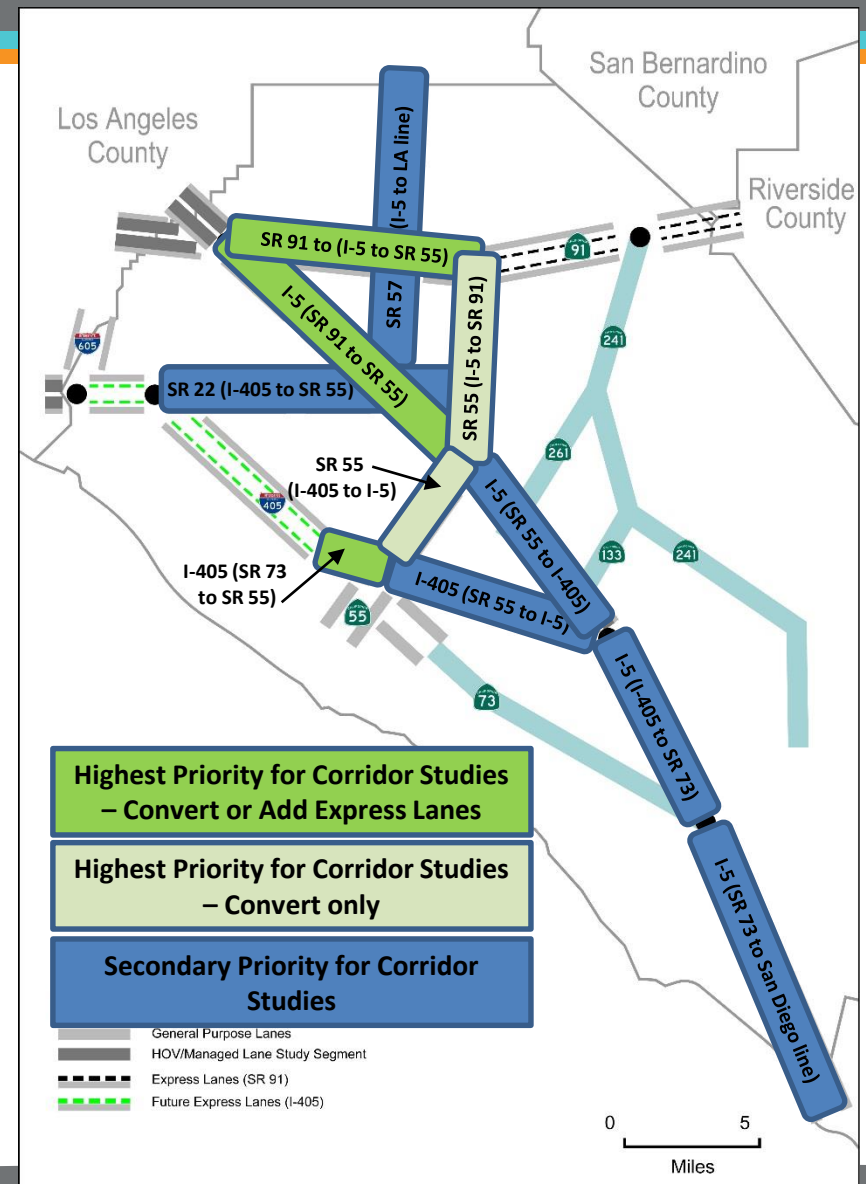 San Bernardino
County
Los Angeles
County
Riverside
County
SR 57 (I-5 to LA line)
SR 91 to (I-5 to SR 55)
91
I-5 (SR 91 to SR 55)
SR 55 (I-5 to SR 91)
241
605
SR 22 (I-405 to SR 55)
261
SR 55
(I-405 to I-5)
405
I-5 (SR 55 to I-405)
133
241
I-405 (SR 73
to SR 55)
I-405 (SR 55 to I-5)
55
73
I-5 (I-405 to SR 73)
I-5 (SR 73 to San Diego line)
Highest Priority for Corridor Studies
– Convert or Add Express Lanes
Highest Priority for Corridor Studies
– Convert only
Secondary Priority for Corridor
Studies
General Purpose Lanes
HOV/Managed Lane Study Segment
Express Lanes (SR 91)
Future Express Lanes (I-405)
0 5
Miles